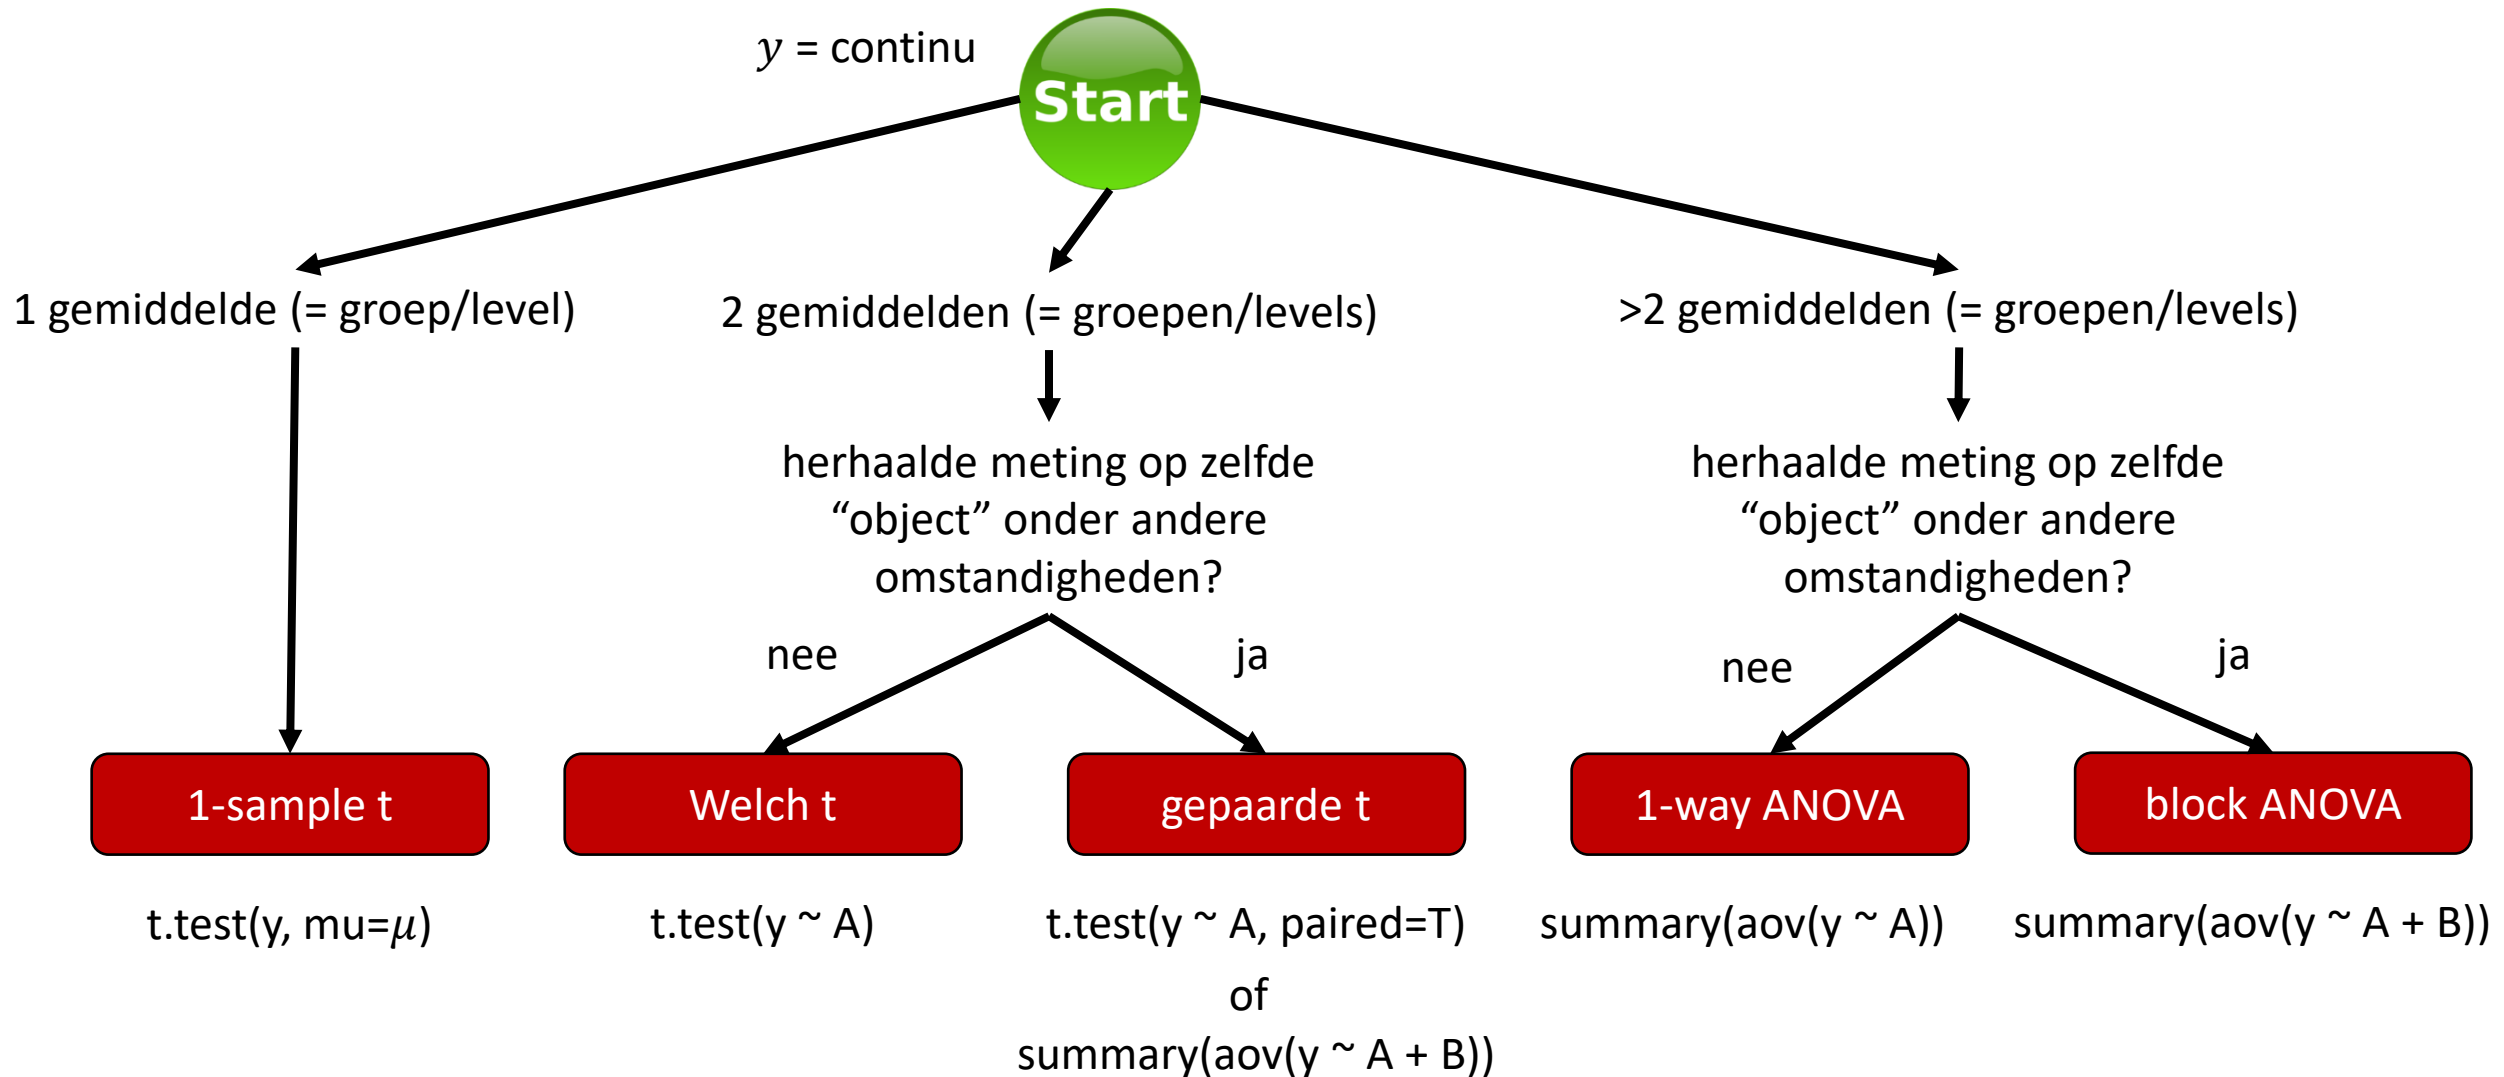 y = continu
Start
1 gemiddelde (= groep/level)
2 gemiddelden (= groepen/levels)
>2 gemiddelden (= groepen/levels)
herhaalde meting op zelfde
“object” onder andere
omstandigheden?
herhaalde meting op zelfde
“object” onder andere
omstandigheden?
nee
ja
nee
ja
1-sample t
Welch t
gepaarde t
1-way ANOVA
block ANOVA
t.test(y, mu=μ)
t.test(y ~ A)
t.test(y ~ A, paired=T)
of
summary(aov(y ~ A + B))
summary(aov(y ~ A))
summary(aov(y ~ A + B))